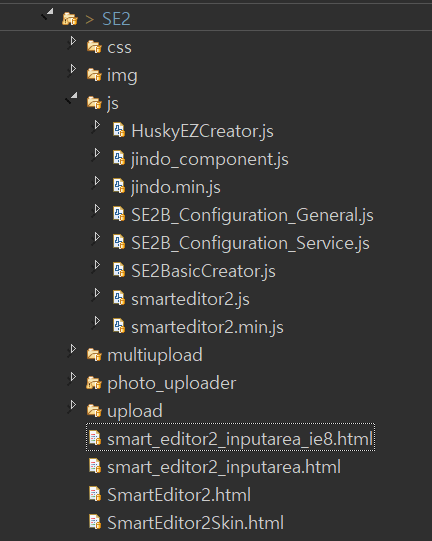 > SE2
css
img
js
HuskyEZCreator.js
jindo_component.js
jindo.min.js
SE2B_Configuration_General.js
SE2B_Configuration_Service.js
SE2BasicCreator.js
smarteditor2.js
smarteditor2.min.js
multiupload
photo_uploader
upload
smart_editor2_inputarea_ie8.html
smart_editor2_inputarea.html
SmartEditor2.html
SmartEditor2Skin.html